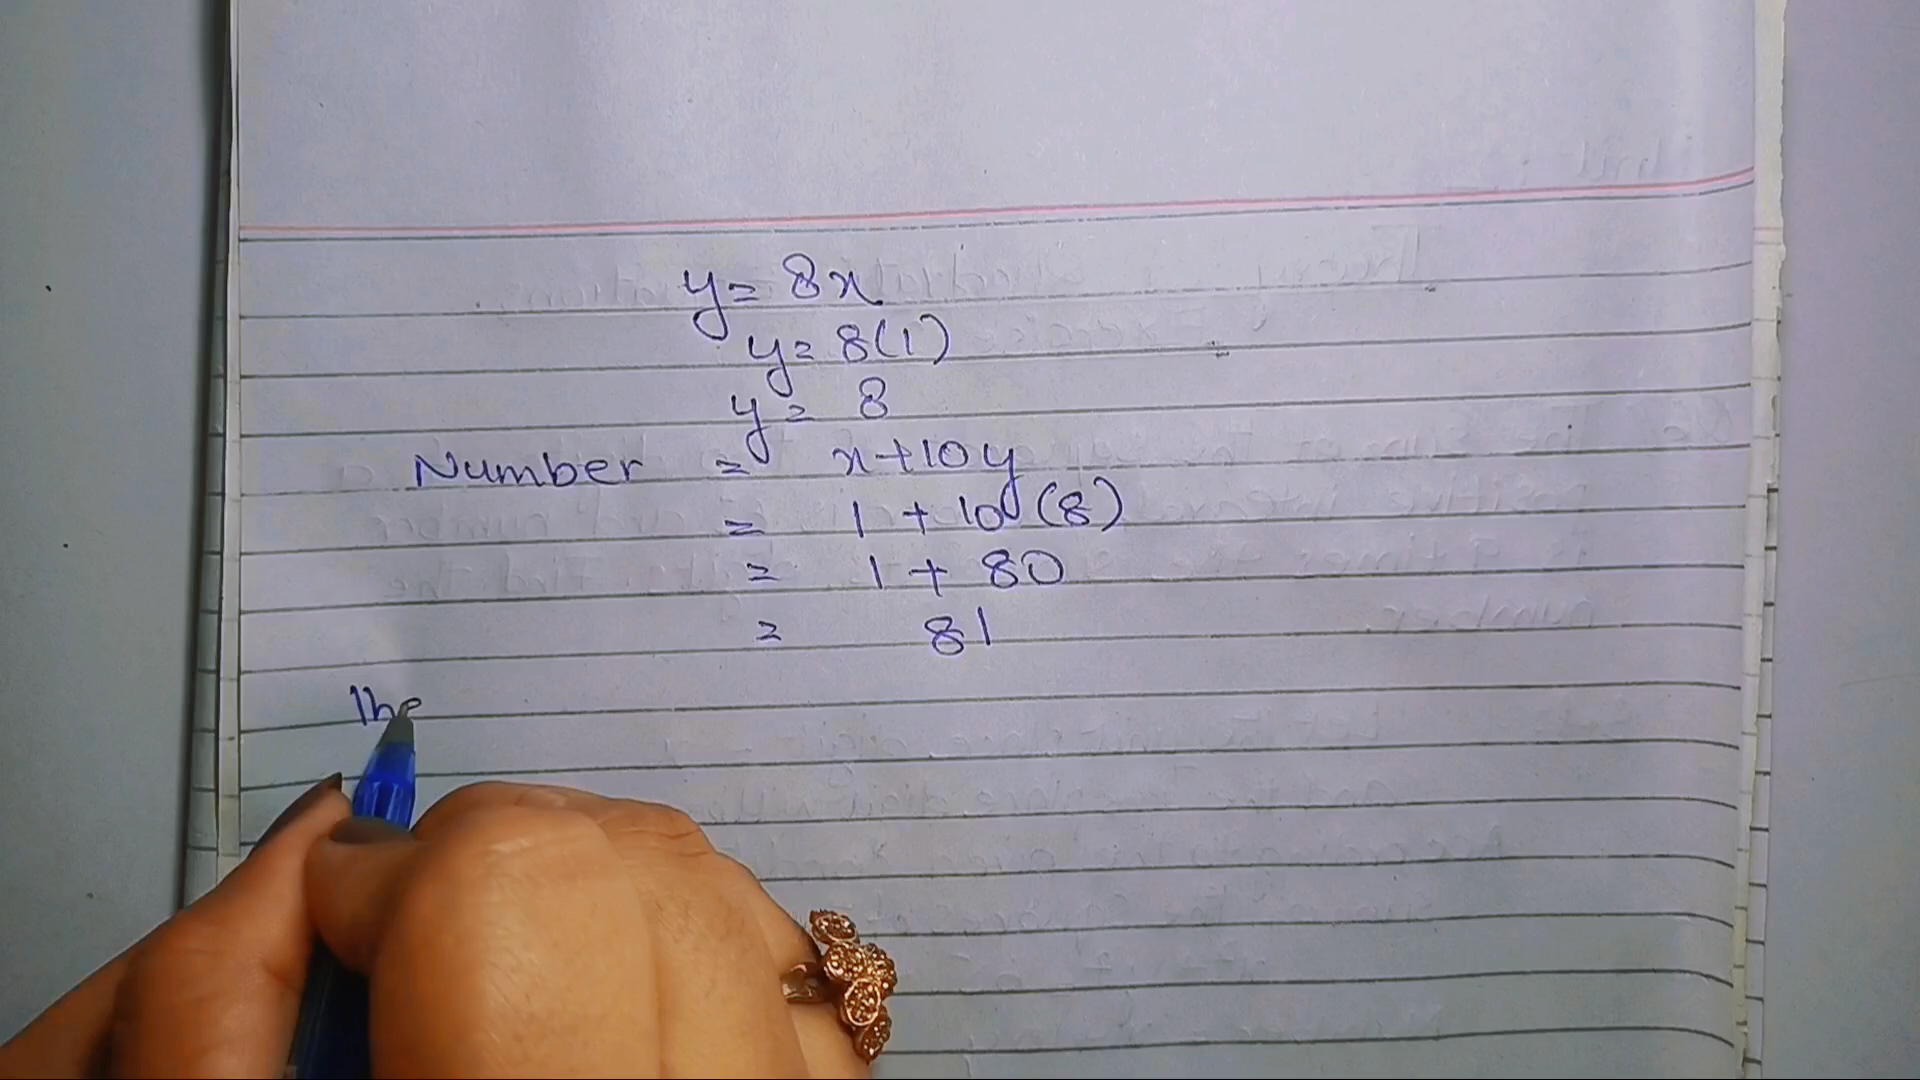 y = 8x
y = 8(1)
y = 8
Number = x+10y
= 1 + 10(8)
= 1 + 80
= 81
The